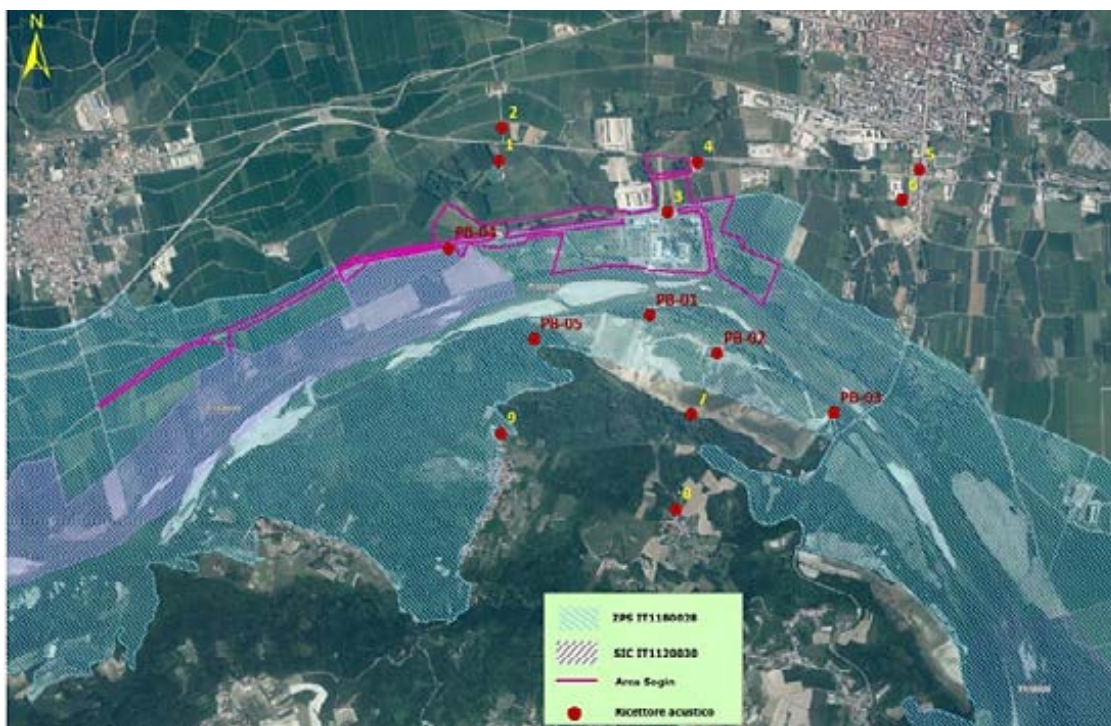 N
2
1
4
5
6
3
PB-04
PB-01
PB-05
PB-02
7
PB-03
9
8
ZPS IT1180028
SIC IT1120030
Area Sogin
Ricettore acustico